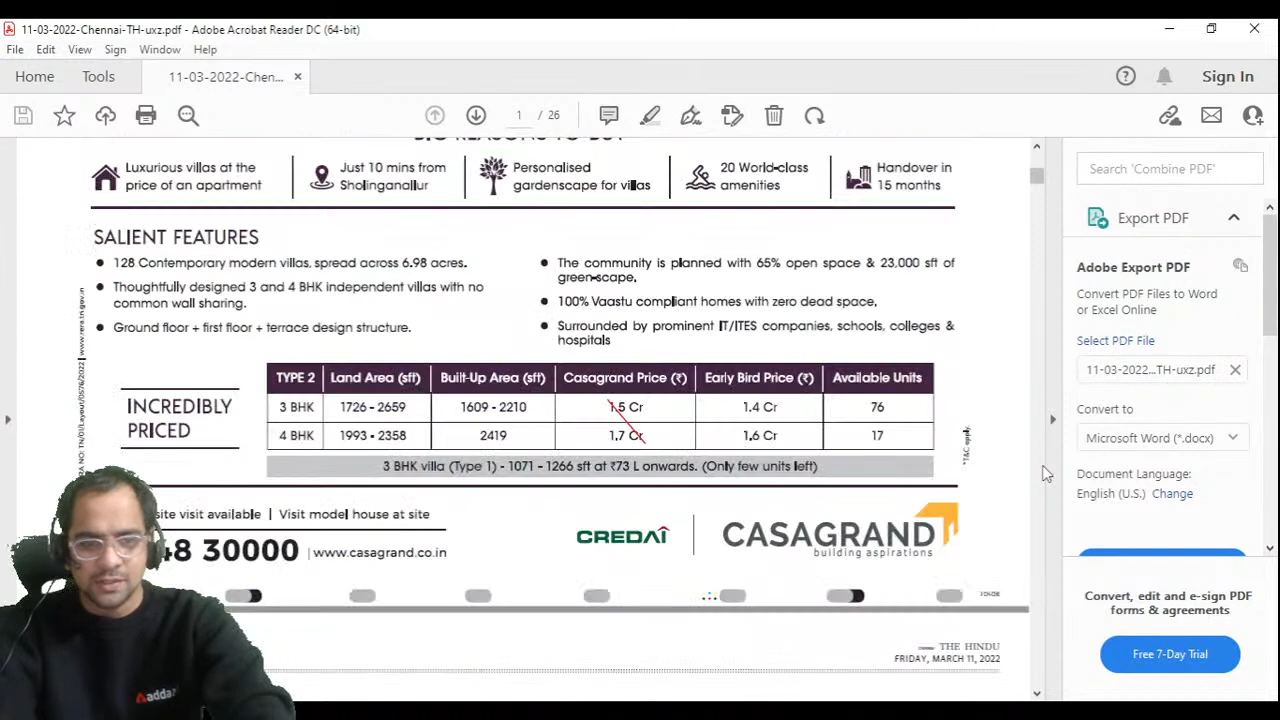 11-03-2022-Chennai-TH-uxz.pdf - Adobe Acrobat Reader DC (64-bit)
File Edit View Sign Window Help
Home Tools 11-03-2022-Chen... Sign In
1 / 26
BIG REASONS TO BUY
Luxurious villas at the
price of an apartment
Just 10 mins from
Sholinganallur
Personalised
gardenscape for villas
20 World-class
amenities
Handover in
15 months
SALIENT FEATURES
• 128 Contemporary modern villas, spread across 6.98 acres.
• Thoughtfully designed 3 and 4 BHK independent villas with no
common wall sharing.
• Ground floor + first floor + terrace design structure.
• The community is planned with 65% open space & 23,000 sft of
green-scape.
• 100% Vaastu compliant homes with zero dead space.
• Surrounded by prominent IT/ITES companies, schools, colleges &
hospitals
INCREDIBLY
PRICED
TYPE 2 Land Area (sft) Built-Up Area (sft) Casagrand Price (₹) Early Bird Price (₹) Available Units
3 BHK 1726 - 2659 1609 - 2210 1.5 Cr 1.4 Cr 76
4 BHK 1993 - 2358 2419 1.7 Cr 1.6 Cr 17
3 BHK villa (Type 1) - 1071 - 1266 sft at ₹73 L onwards. (Only few units left)
*T&C apply.
site visit available | Visit model house at site
48 30000 | www.casagrand.co.in
CREDAI
CASAGRAND
building aspirations
THE HINDU
FRIDAY, MARCH 11, 2022
Search 'Combine PDF'
Export PDF
Adobe Export PDF
Convert PDF Files to Word
or Excel Online
Select PDF File
11-03-2022...TH-uxz.pdf
Convert to
Microsoft Word (*.docx)
Document Language:
English (U.S.) Change
Convert, edit and e-sign PDF
forms & agreements
Free 7-Day Trial